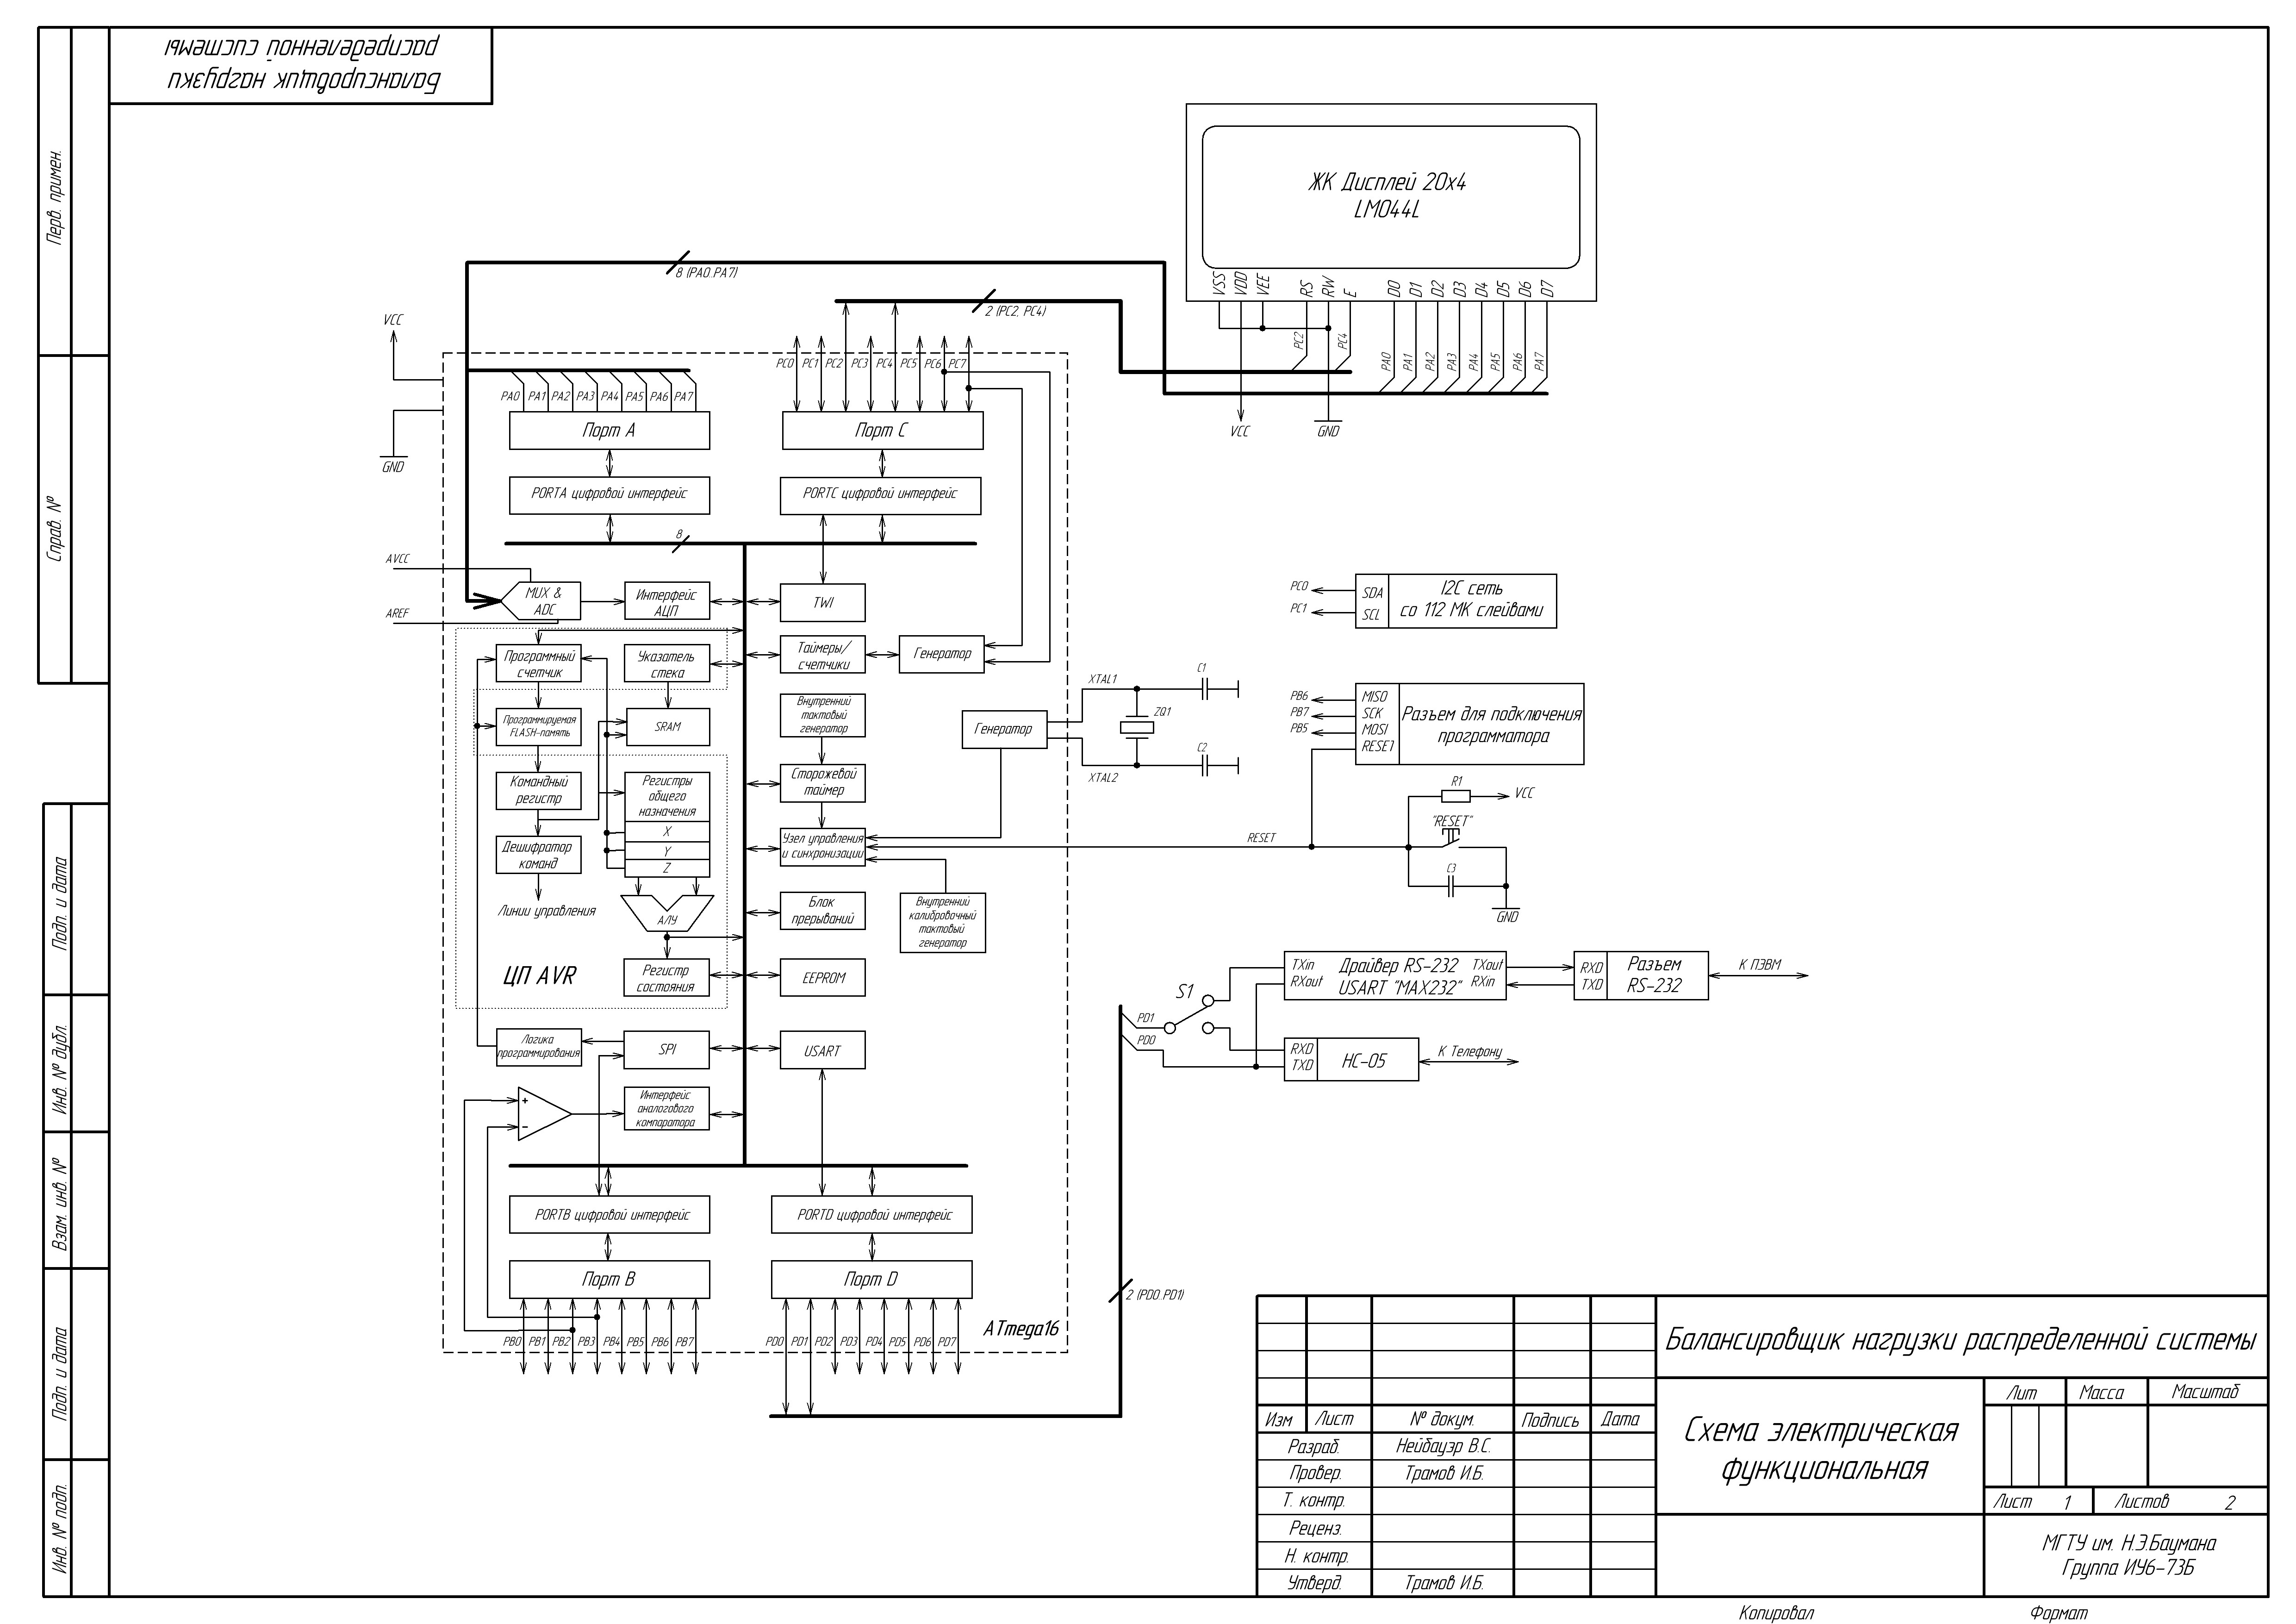 Балансировщик нагрузки
распределенной системы
Перв. примен.
Справ. №
Подп. и дата
Инв. № дубл.
Взам. инв. №
Подп. и дата
Инв. № подп.
ЖК Дисплей 20x4
LM044L
VSS VDD VEE RS RW E D0 D1 D2 D3 D4 D5 D6 D7
PC2 PC4 PA0 PA1 PA2 PA3 PA4 PA5 PA6 PA7
VCC GND
8 (PA0..PA7)
2 (PC2, PC4)
VCC
GND
PA0 PA1 PA2 PA3 PA4 PA5 PA6 PA7
PC0 PC1 PC2 PC3 PC4 PC5 PC6 PC7
Порт А
Порт С
PORTA цифровой интерфейс
PORTC цифровой интерфейс
8
AVCC
AREF
MUX &
ADC
Интерфейс
АЦП
TWI
Программный
счетчик
Указатель
стека
Таймеры/
счетчики
Генератор
Программируемая
FLASH-память
SRAM
Внутренний
тактовый
генератор
Генератор
XTAL1
XTAL2
ZQ1
C1
C2
Командный
регистр
Регистры
общего
назначения
X
Y
Z
Сторожевой
таймер
Дешифратор
команд
Линии управления
Узел управления
и синхронизации
АЛУ
Блок
прерываний
Внутренний
калибровочный
тактовый
генератор
ЦП AVR
Регистр
состояния
EEPROM
Логика
программирования
SPI
USART
+
–
Интерфейс
аналогового
компаратора
PORTB цифровой интерфейс
PORTD цифровой интерфейс
Порт В
Порт D
ATmega16
PB0 PB1 PB2 PB3 PB4 PB5 PB6 PB7
PD0 PD1 PD2 PD3 PD4 PD5 PD6 PD7
2 (PD0..PD1)
PC0
PC1
SDA
SCL
I2C сеть
со 112 МК слейвами
PB6
PB7
PB5
MISO
SCK
MOSI
RESET
Разъем для подключения
программатора
R1
VCC
"RESET"
RESET
C3
GND
S1
PD1
PD0
TXin
RXout
Драйвер RS-232
USART "MAX232"
TXout
RXin
RXD
TXD
Разъем
RS-232
К ПЭВМ
RXD
TXD
HC-05
К Телефону
Балансировщик нагрузки распределенной системы
Схема электрическая
функциональная
Лит Масса Масштаб
Лист 1 Листов 2
МГТУ им. Н.Э.Баумана
Группа ИУ6-73Б
Изм Лист № докум. Подпись Дата
Разраб. Нейбауэр В.С.
Провер. Трамов И.Б.
Т. контр.
Реценз.
Н. контр.
Утверд. Трамов И.Б.
Копировал Формат